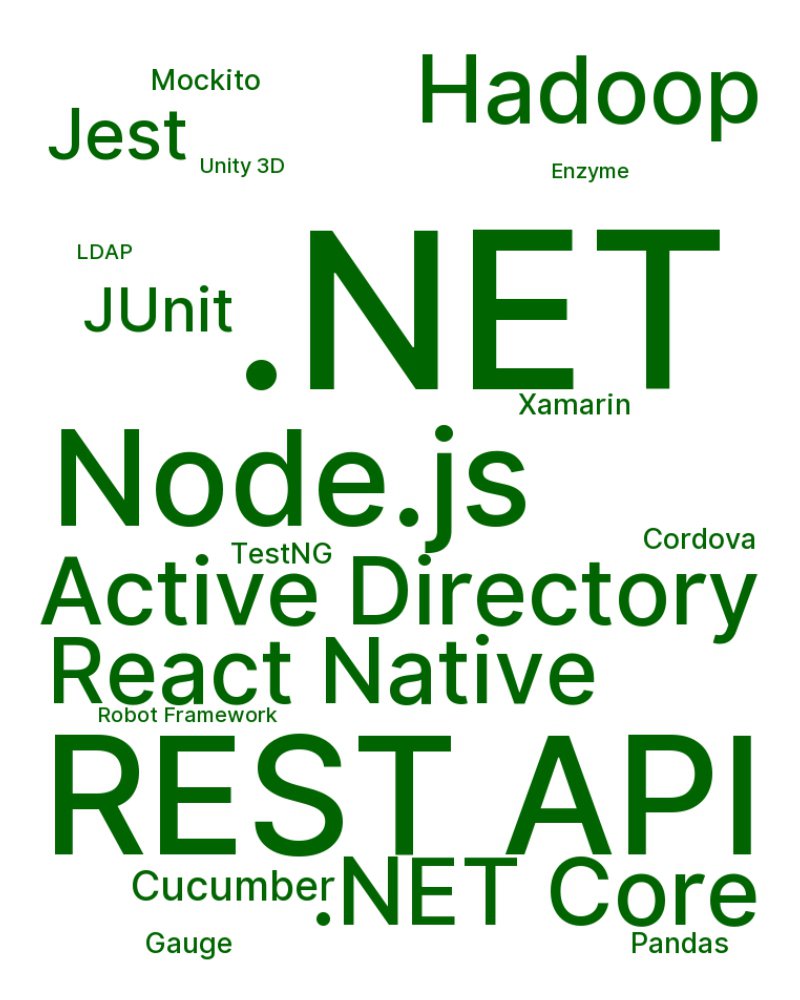 Mockito
Hadoop
Jest
Unity 3D
Enzyme
LDAP
.NET
JUnit
Xamarin
Node.js
Cordova
TestNG
Active Directory
React Native
Robot Framework
REST API
Cucumber
.NET Core
Gauge
Pandas